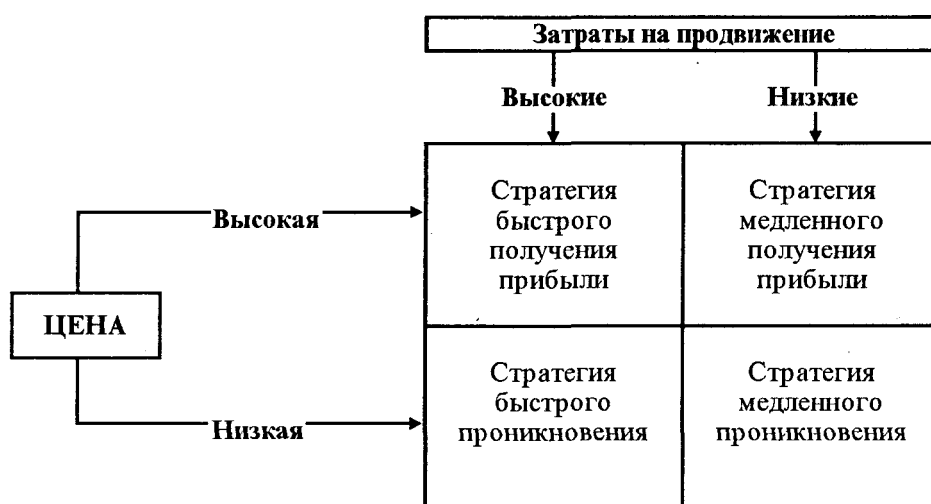 Затраты на продвижение
Высокие
Низкие
Стратегия
быстрого
получения
прибыли
Стратегия
медленного
получения
прибыли
Высокая
ЦЕНА
Низкая
Стратегия
быстрого
проникновения
Стратегия
медленного
проникновения